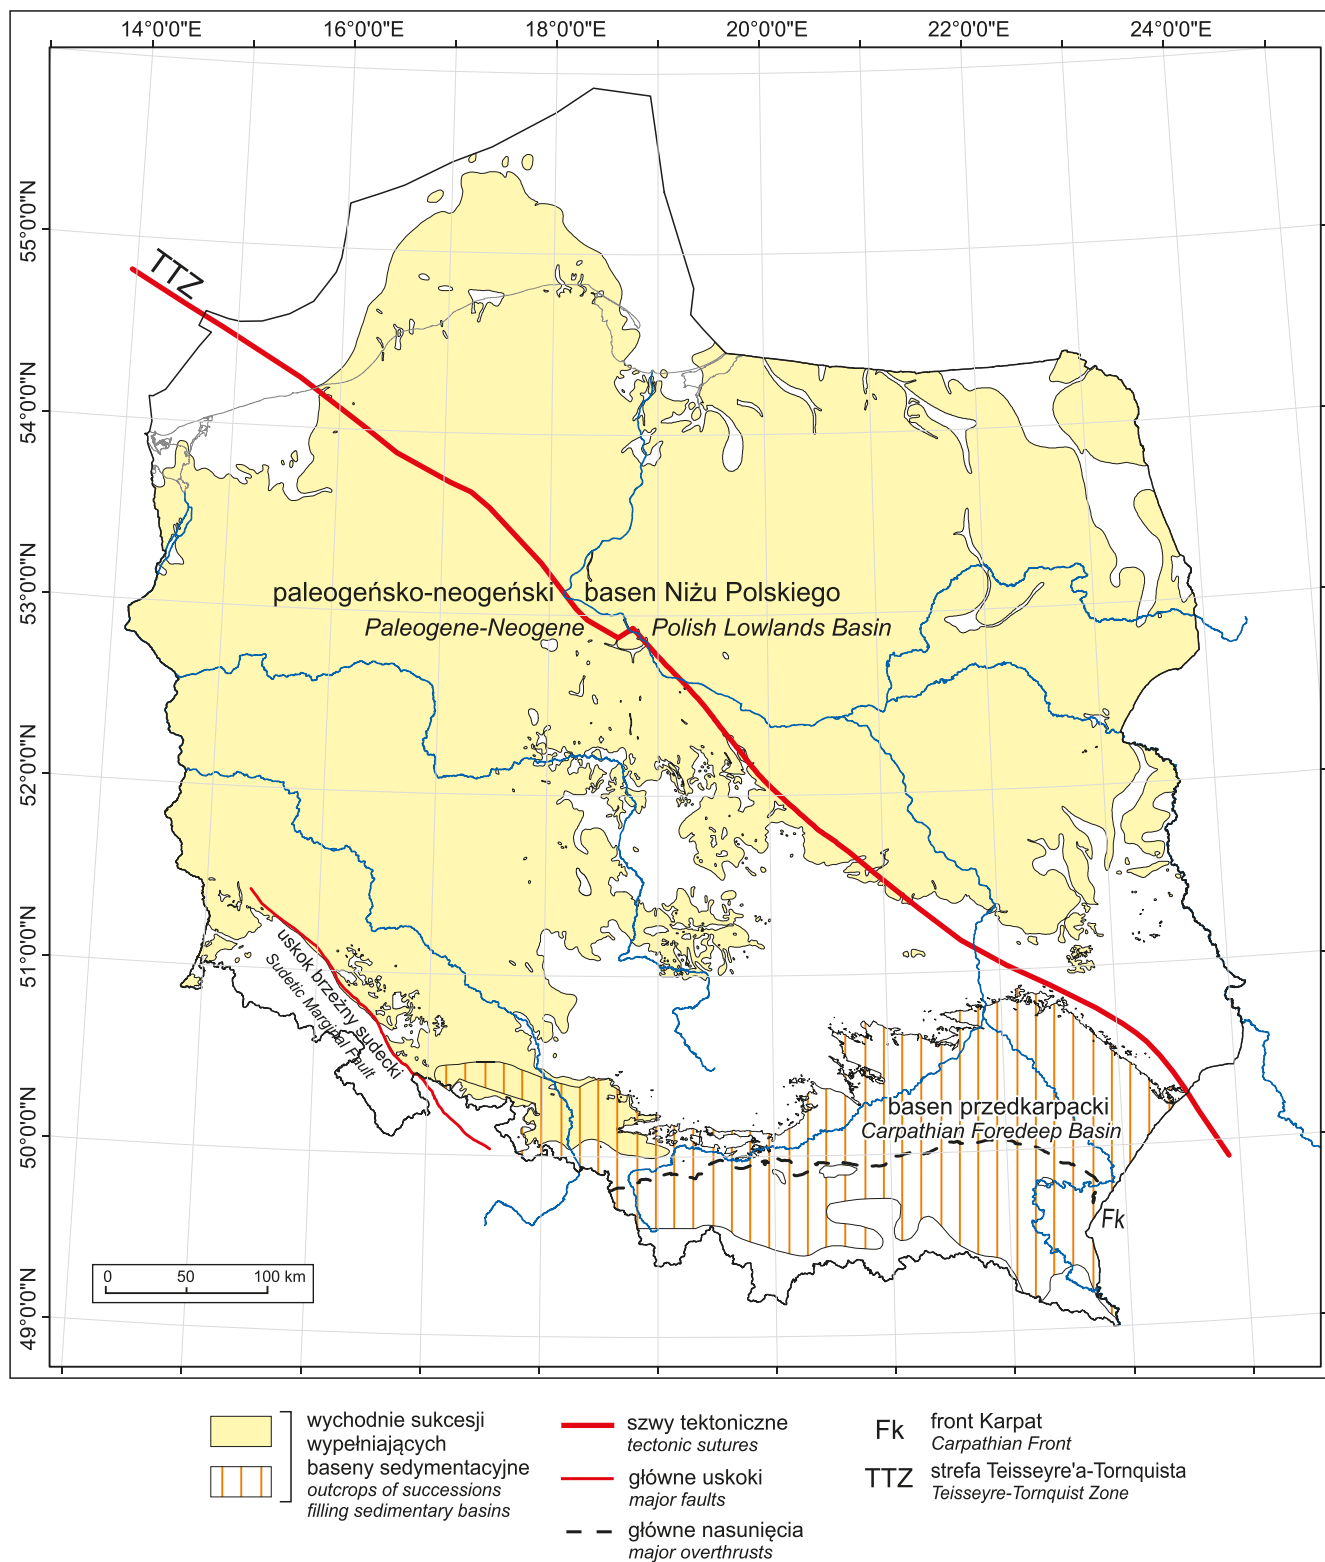 14°0'0"E 16°0'0"E 18°0'0"E 20°0'0"E 22°0'0"E 24°0'0"E
55°0'0"N
54°0'0"N
53°0'0"N
52°0'0"N
51°0'0"N
50°0'0"N
49°0'0"N
TTZ
paleogeńsko-neogeński basen Niżu Polskiego
Paleogene-Neogene Polish Lowlands Basin
uskok brzeżny sudecki
Sudetic Marginal Fault
basen przedkarpacki
Carpathian Foredeep Basin
Fk
0 50 100 km
wychodnie sukcesji
wypełniających
baseny sedymentacyjne
outcrops of successions
filling sedimentary basins
szwy tektoniczne
tectonic sutures
główne uskoki
major faults
główne nasunięcia
major overthrusts
Fk front Karpat
Carpathian Front
TTZ strefa Teisseyre'a-Tornquista
Teisseyre-Tornquist Zone